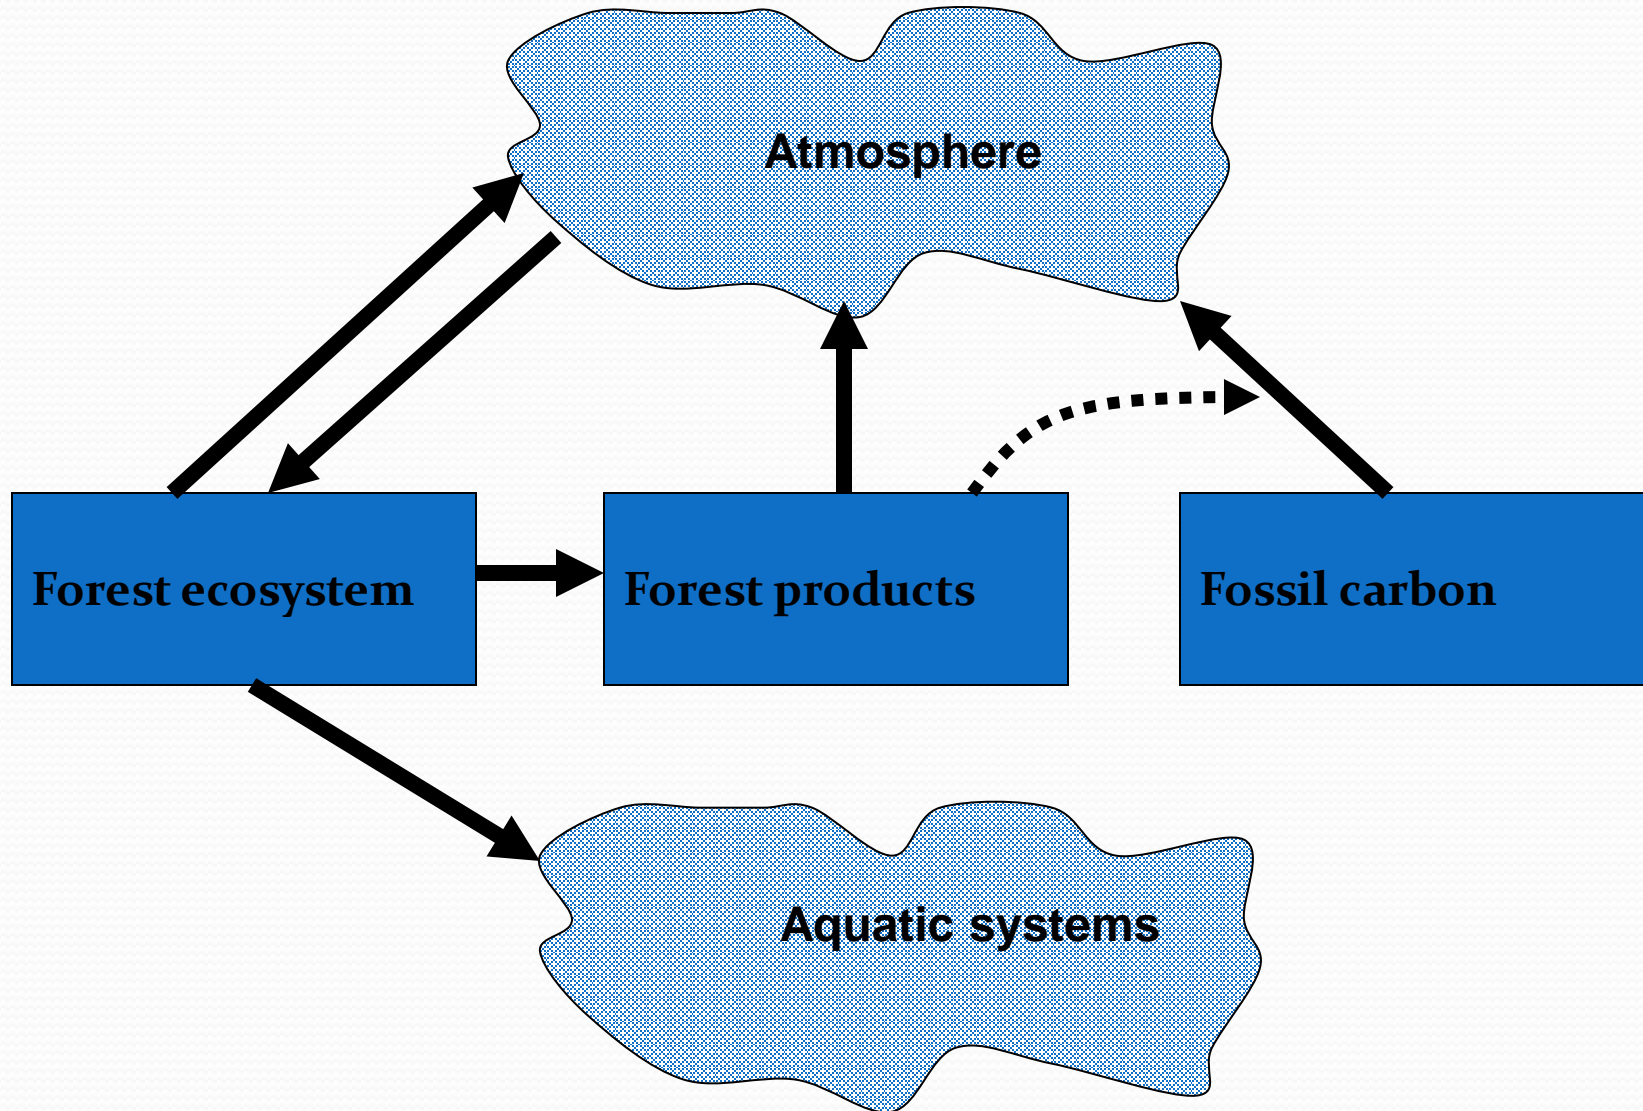 Atmosphere
Forest ecosystem
Forest products
Fossil carbon
Aquatic systems